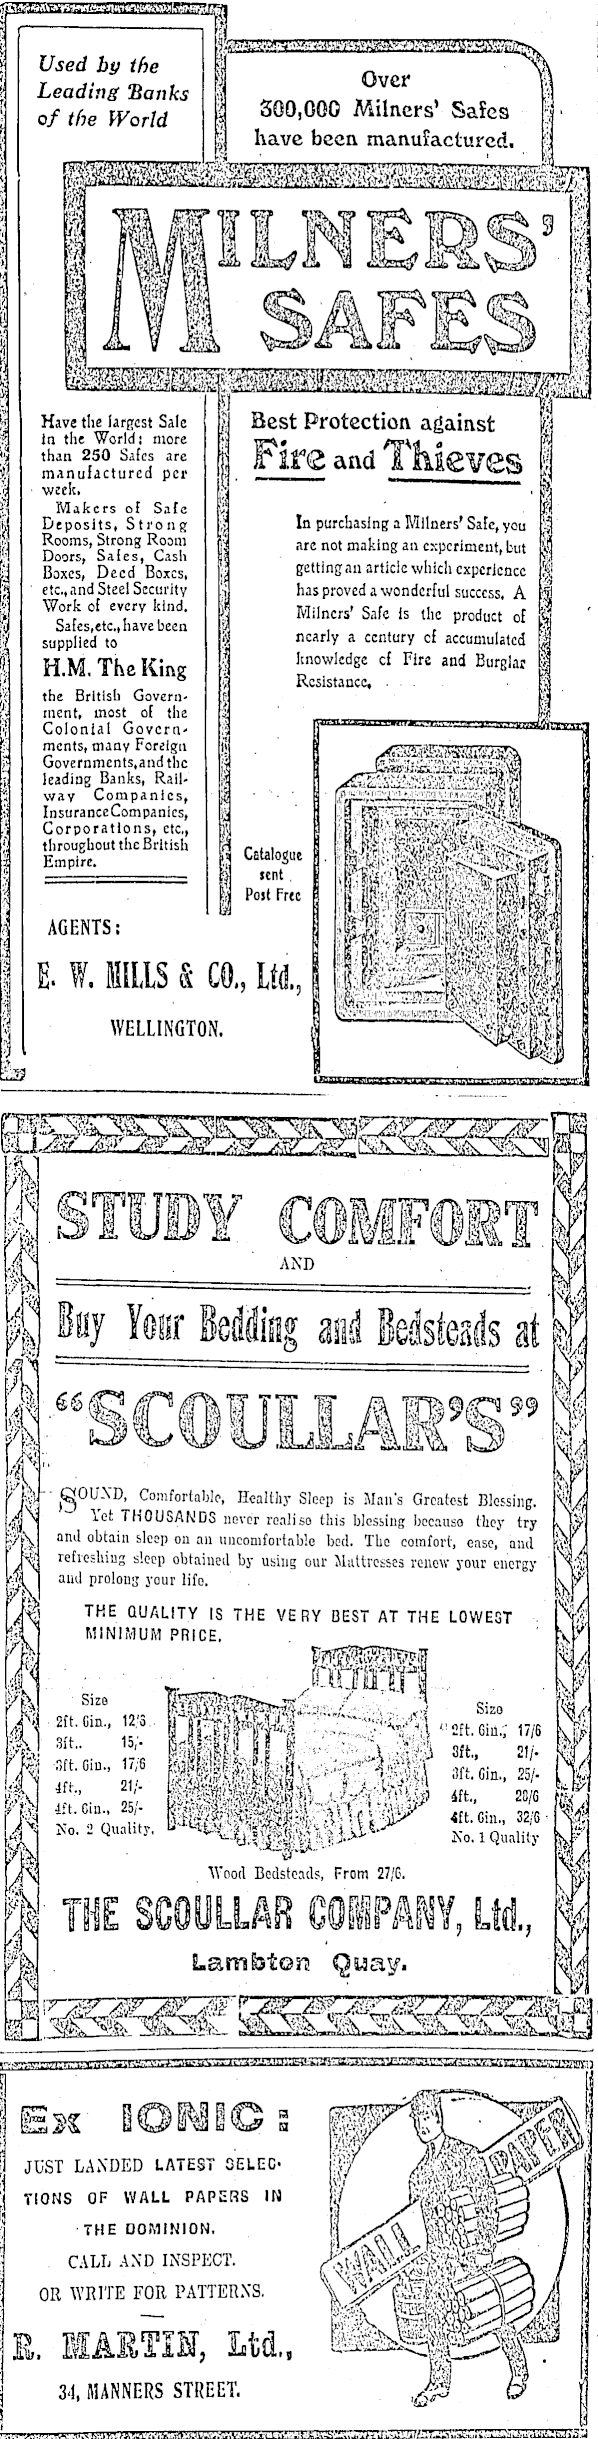 Used by the
Leading Banks
of the World
Over
300,000 Milners' Safes
have been manufactured.
MILNERS'
SAFES
Have the largest Sale
in the World; more
than 250 Safes are
manufactured per
week.
Makers of Safe
Deposits, Strong
Rooms, Strong Room
Doors, Safes, Cash
Boxes, Deed Boxes,
etc., and Steel Security
Work of every kind.
Safes, etc., have been
supplied to
H.M. The King
the British Govern-
ment, most of the
Colonial Govern-
ments, many Foreign
Governments, and the
leading Banks, Rail-
way Companies,
Insurance Companies,
Corporations, etc.,
throughout the British
Empire.
Best Protection against
Fire and Thieves
In purchasing a Milners' Safe, you
are not making an experiment, but
getting an article which experience
has proved a wonderful success. A
Milners' Safe is the product of
nearly a century of accumulated
knowledge of Fire and Burglar
Resistance.
Catalogue
sent
Post Free
AGENTS:
E. W. MILLS & CO., Ltd.,
WELLINGTON.
STUDY COMFORT
AND
Buy Your Bedding and Bedsteads at
"SCOULLAR'S"
SOUND, Comfortable, Healthy Sleep is Man's Greatest Blessing.
Yet THOUSANDS never realise this blessing because they try
and obtain sleep on an uncomfortable bed. The comfort, ease, and
refreshing sleep obtained by using our Mattresses renew your energy
and prolong your life.
THE QUALITY IS THE VERY BEST AT THE LOWEST
MINIMUM PRICE.
Size
2ft. 6in., 12/6
3ft.. 15/-
3ft. 6in., 17/6
4ft., 21/-
4ft. 6in., 25/-
No. 2 Quality.
Size
2ft. 6in., 17/6
3ft., 21/-
3ft. 6in., 25/-
4ft., /6
4ft. 6in., 32/6
No. 1 Quality
Wood Bedsteads, From 27/6.
THE SCOULLAR COMPANY, Ltd.,
Lambton Quay.
Ex IONIC:
JUST LANDED LATEST SELEC-
TIONS OF WALL PAPERS IN
THE DOMINION.
CALL AND INSPECT.
OR WRITE FOR PATTERNS.
R. MARTIN, Ltd.,
34, MANNERS STREET.
WALL PAPER